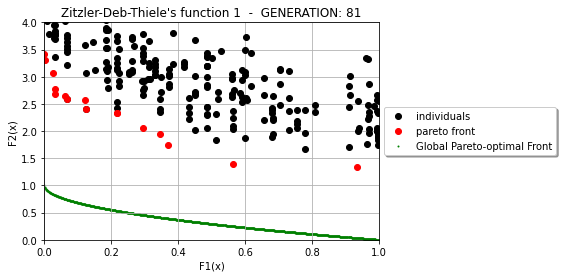 Zitzler-Deb-Thiele's function 1 - GENERATION: 81
4.0
3.5
3.0
2.5
2.0
1.5
1.0
0.5
0.0
F2(x)
0.0 0.2 0.4 0.6 0.8 1.0
F1(x)
individuals
pareto front
Global Pareto-optimal Front